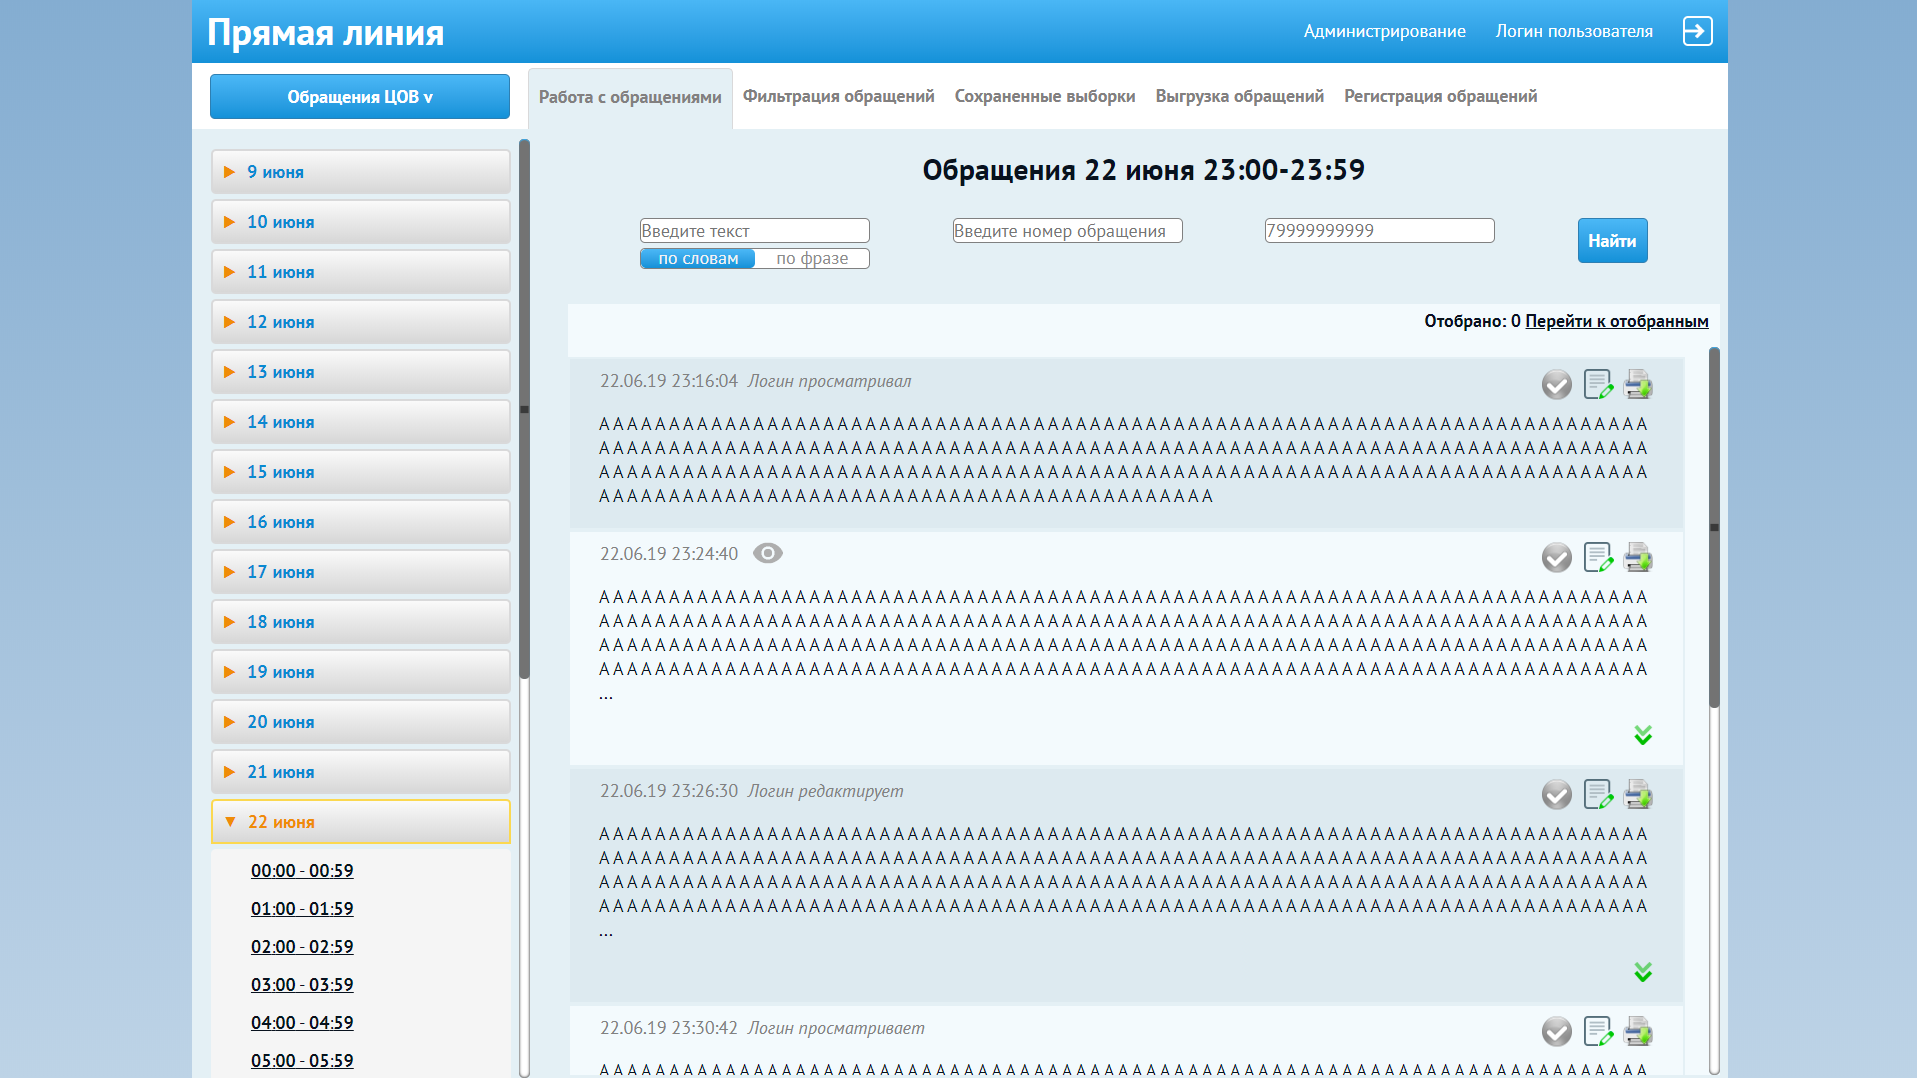 Прямая линия
Администрирование
Логин пользователя
Обращения ЦОВ v
Работа с обращениями
Фильтрация обращений
Сохраненные выборки
Выгрузка обращений
Регистрация обращений
9 июня
10 июня
11 июня
12 июня
13 июня
14 июня
15 июня
16 июня
17 июня
18 июня
19 июня
20 июня
21 июня
22 июня
00:00 - 00:59
01:00 - 01:59
02:00 - 02:59
03:00 - 03:59
04:00 - 04:59
05:00 - 05:59
Обращения 22 июня 23:00-23:59
Введите текст
Введите номер обращения
79999999999
Найти
по словам
по фразе
Отобрано: 0 Перейти к отобранным
22.06.19 23:16:04 Логин просматривал
А А А А А А А А А А А А А А А А А А А А А А А А А А А А А А А А А А А А А А А А А А А А А А А А А А А А А А А А А А А А А А А А А А А А А А А А А А А
А А А А А А А А А А А А А А А А А А А А А А А А А А А А А А А А А А А А А А А А А А А А А А А А А А А А А А А А А А А А А А А А А А А А А А А А А А А
А А А А А А А А А А А А А А А А А А А А А А А А А А А А А А А А А А А А А А А А А А А А А А А А А А А А А А А А А А А А А А А А А А А А А А А А А А А
А А А А А А А А А А А А А А А А А А А А А А А А А А А А А А А А А А А А А А А А А А А А
22.06.19 23:24:40
А А А А А А А А А А А А А А А А А А А А А А А А А А А А А А А А А А А А А А А А А А А А А А А А А А А А А А А А А А А А А А А А А А А А А А А А А А А
А А А А А А А А А А А А А А А А А А А А А А А А А А А А А А А А А А А А А А А А А А А А А А А А А А А А А А А А А А А А А А А А А А А А А А А А А А А
А А А А А А А А А А А А А А А А А А А А А А А А А А А А А А А А А А А А А А А А А А А А А А А А А А А А А А А А А А А А А А А А А А А А А А А А А А А
А А А А А А А А А А А А А А А А А А А А А А А А А А А А А А А А А А А А А А А А А А А А А А А А А А А А А А А А А А А А А А А А А А А А А А А А А А А
...
22.06.19 23:26:30 Логин редактирует
А А А А А А А А А А А А А А А А А А А А А А А А А А А А А А А А А А А А А А А А А А А А А А А А А А А А А А А А А А А А А А А А А А А А А А А А А А А
А А А А А А А А А А А А А А А А А А А А А А А А А А А А А А А А А А А А А А А А А А А А А А А А А А А А А А А А А А А А А А А А А А А А А А А А А А А
А А А А А А А А А А А А А А А А А А А А А А А А А А А А А А А А А А А А А А А А А А А А А А А А А А А А А А А А А А А А А А А А А А А А А А А А А А А
А А А А А А А А А А А А А А А А А А А А А А А А А А А А А А А А А А А А А А А А А А А А А А А А А А А А А А А А А А А А А А А А А А А А А А А А А А А
...
22.06.19 23:30:42 Логин просматривает
А А А А А А А А А А А А А А А А А А А А А А А А А А А А А А А А А А А А А А А А А А А А А А А А А А А А А А А А А А А А А А А А А А А А А А А А А А А